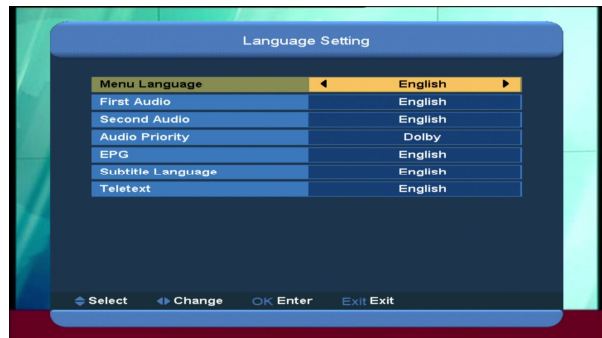 Language Setting
Menu Language English
First Audio English
Second Audio English
Audio Priority Dolby
EPG English
Subtitle Language English
Teletext English
Select Change OK Enter Exit Exit